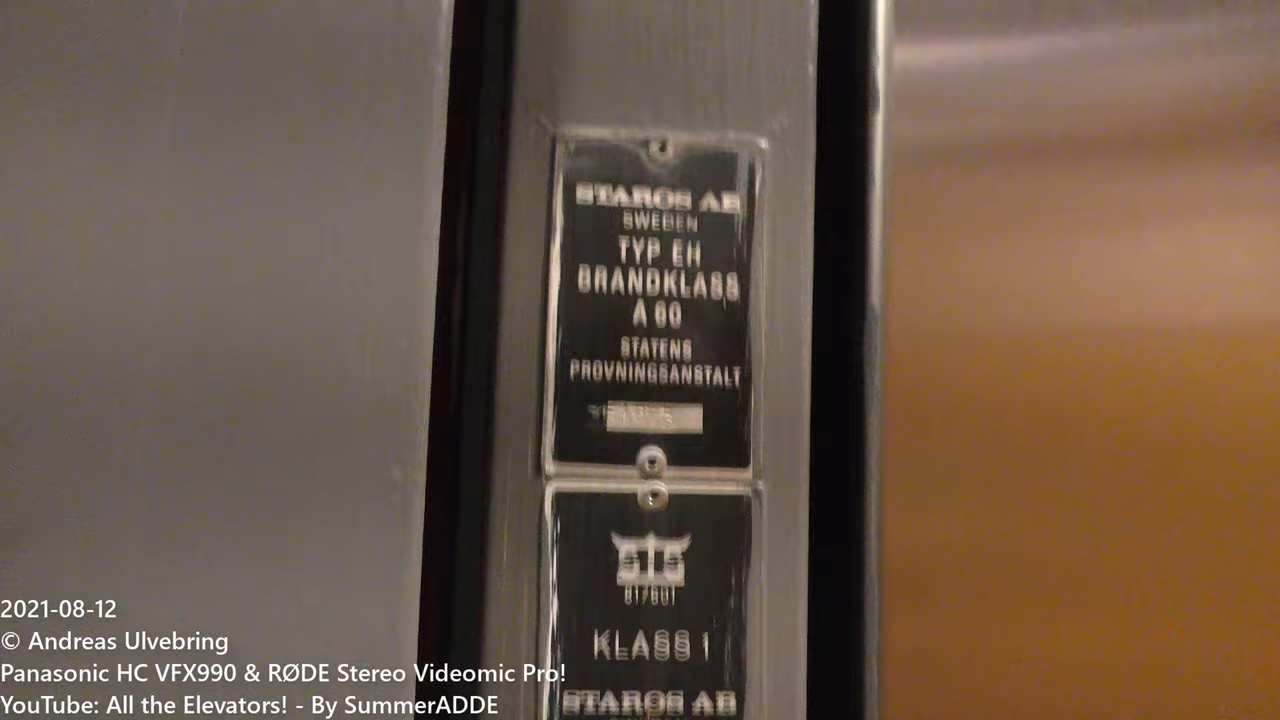 STAROS AB
SWEDEN
TYP EH
BRANDKLASS
A 60
STATENS
PROVNINGSANSTALT
SIS
KLASS 1
STAROS AB
2021-08-12
© Andreas Ulvebring
Panasonic HC VFX990 & RØDE Stereo Videomic Pro!
YouTube: All the Elevators! - By SummerADDE